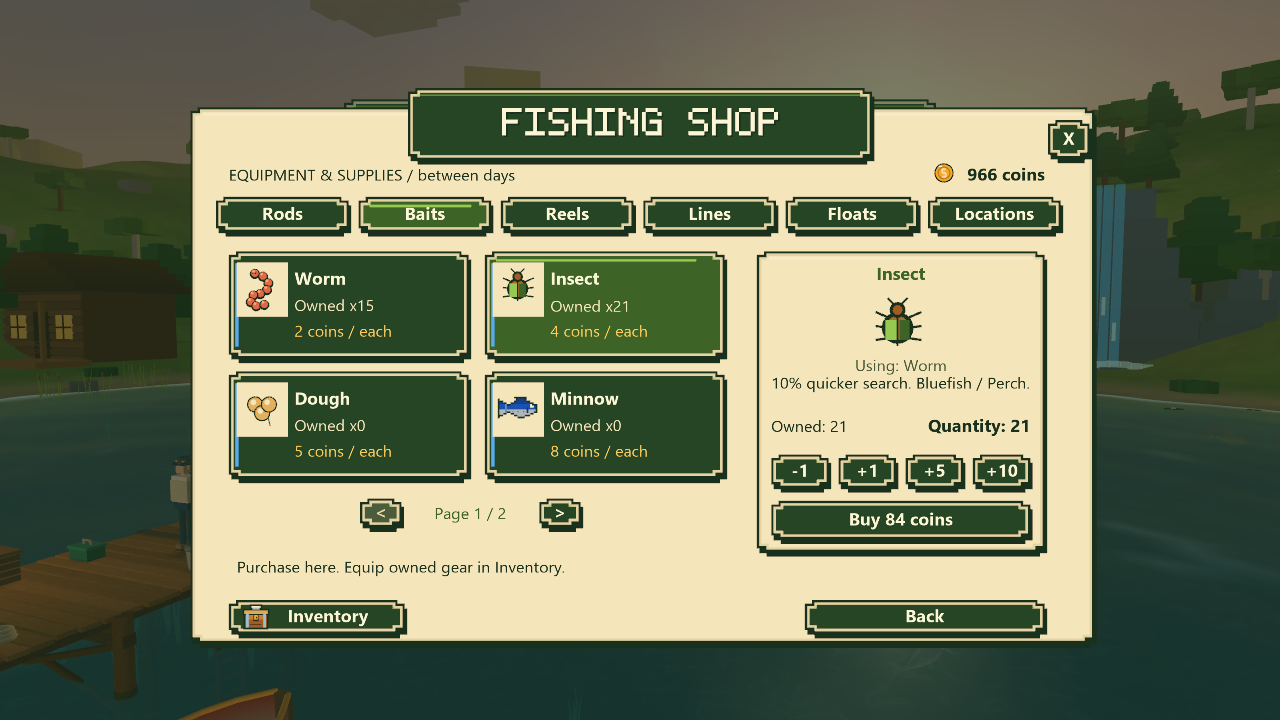 FISHING SHOP
X
EQUIPMENT & SUPPLIES / between days
966 coins
Rods
Baits
Reels
Lines
Floats
Locations
Worm
Owned x15
2 coins / each
Insect
Owned x21
4 coins / each
Dough
Owned x0
5 coins / each
Minnow
Owned x0
8 coins / each
< Page 1 / 2 >
Insect
Using: Worm
10% quicker search. Bluefish / Perch.
Owned: 21
Quantity: 21
-1
+1
+5
+10
Buy 84 coins
Purchase here. Equip owned gear in Inventory.
Inventory
Back